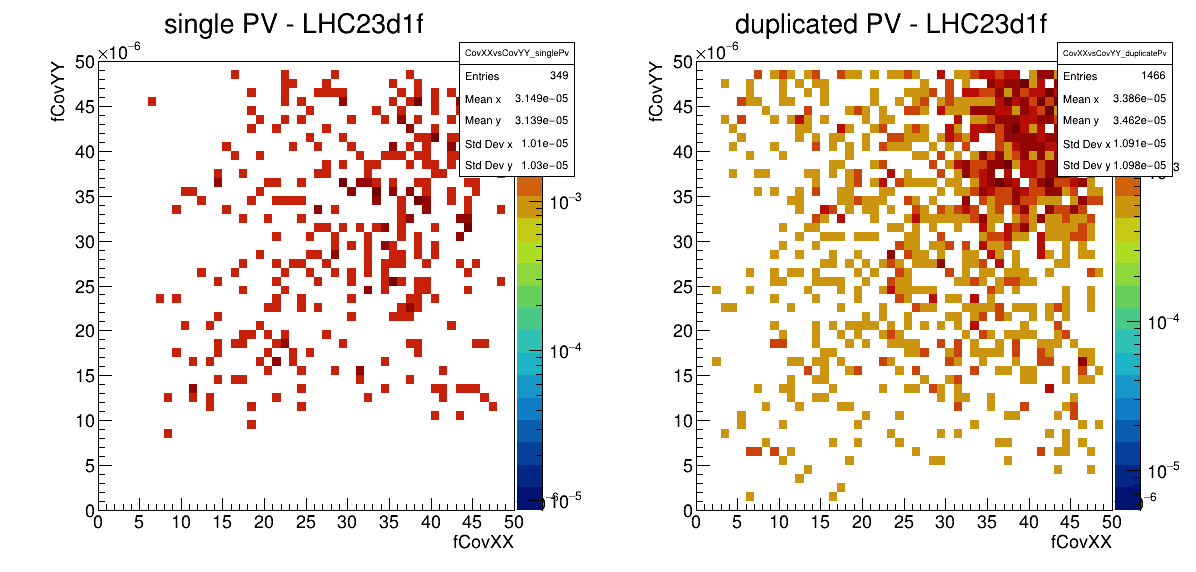 single PV - LHC23d1f
×10⁻⁶
fCovYY
50
45
40
35
30
25
20
15
10
5
0
0 5 10 15 20 25 30 35 40 45 50
fCovXX
CovXXvsCovYY_singlePv
Entries 349
Mean x 3.149e−05
Mean y 3.139e−05
Std Dev x 1.01e−05
Std Dev y 1.03e−05
10⁻³
10⁻⁴
10⁻⁵
duplicated PV - LHC23d1f
×10⁻⁶
fCovYY
50
45
40
35
30
25
20
15
10
5
0
0 5 10 15 20 25 30 35 40 45 50
fCovXX
CovXXvsCovYY_duplicatePv
Entries 1466
Mean x 3.386e−05
Mean y 3.462e−05
Std Dev x 1.091e−05
Std Dev y 1.098e−05
10⁻⁴
10⁻⁵